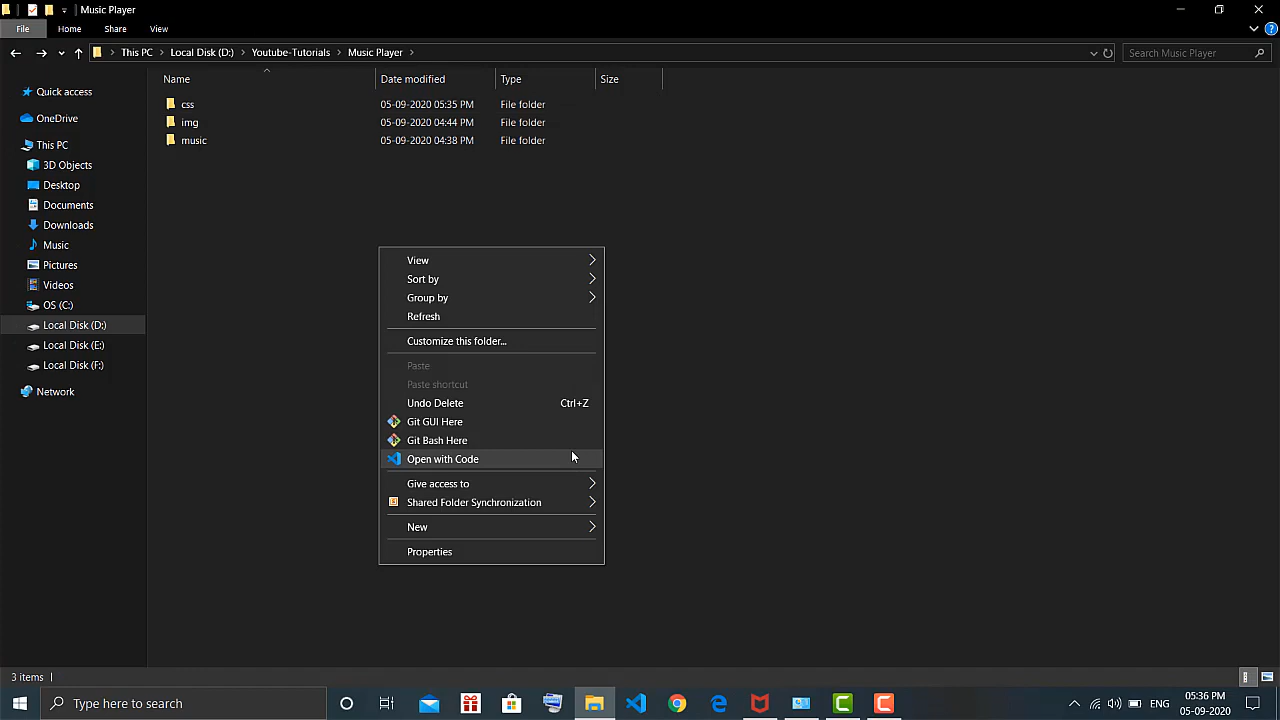 Music Player
File Home Share View
This PC Local Disk (D:) Youtube-Tutorials Music Player Search Music Player
Name Date modified Type Size
css 05-09-2020 05:35 PM File folder
img 05-09-2020 04:44 PM File folder
music 05-09-2020 04:38 PM File folder
Quick access
OneDrive
This PC
3D Objects
Desktop
Documents
Downloads
Music
Pictures
Videos
OS (C:)
Local Disk (D:)
Local Disk (E:)
Local Disk (F:)
Network
View
Sort by
Group by
Refresh
Customize this folder...
Paste
Paste shortcut
Undo Delete Ctrl+Z
Git GUI Here
Git Bash Here
Open with Code
Give access to
Shared Folder Synchronization
New
Properties
3 items
Type here to search
ENG
05:36 PM
05-09-2020